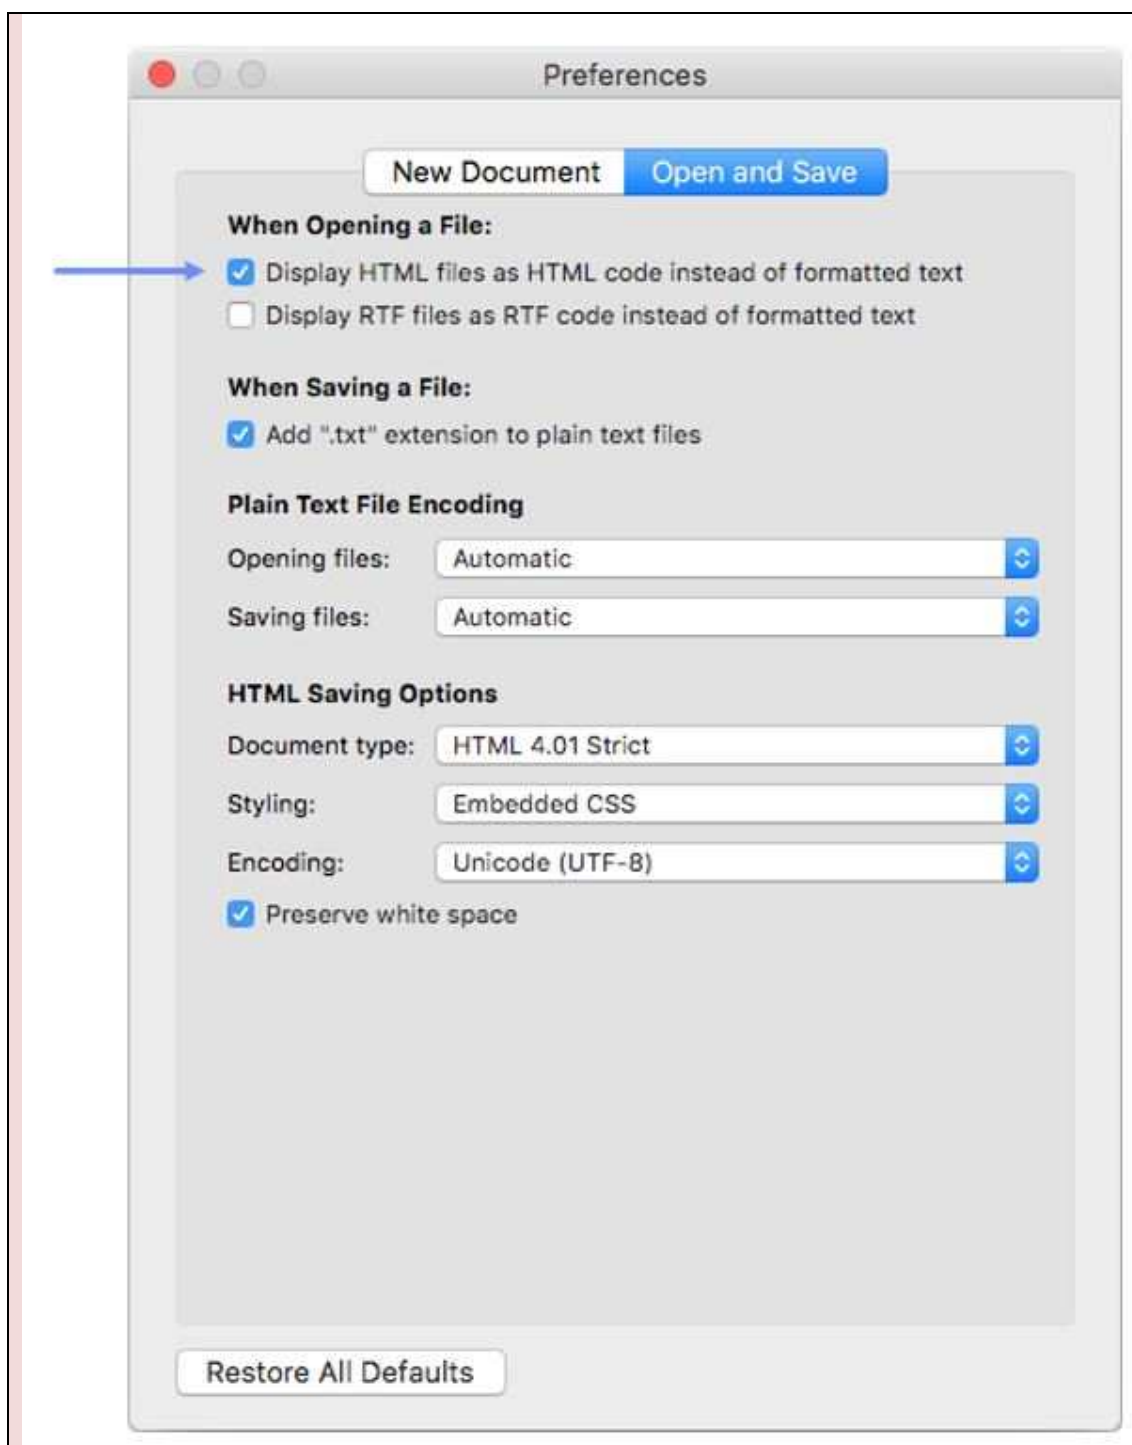 Preferences
New Document Open and Save
When Opening a File:
Display HTML files as HTML code instead of formatted text
Display RTF files as RTF code instead of formatted text
When Saving a File:
Add ".txt" extension to plain text files
Plain Text File Encoding
Opening files: Automatic
Saving files: Automatic
HTML Saving Options
Document type: HTML 4.01 Strict
Styling: Embedded CSS
Encoding: Unicode (UTF-8)
Preserve white space
Restore All Defaults